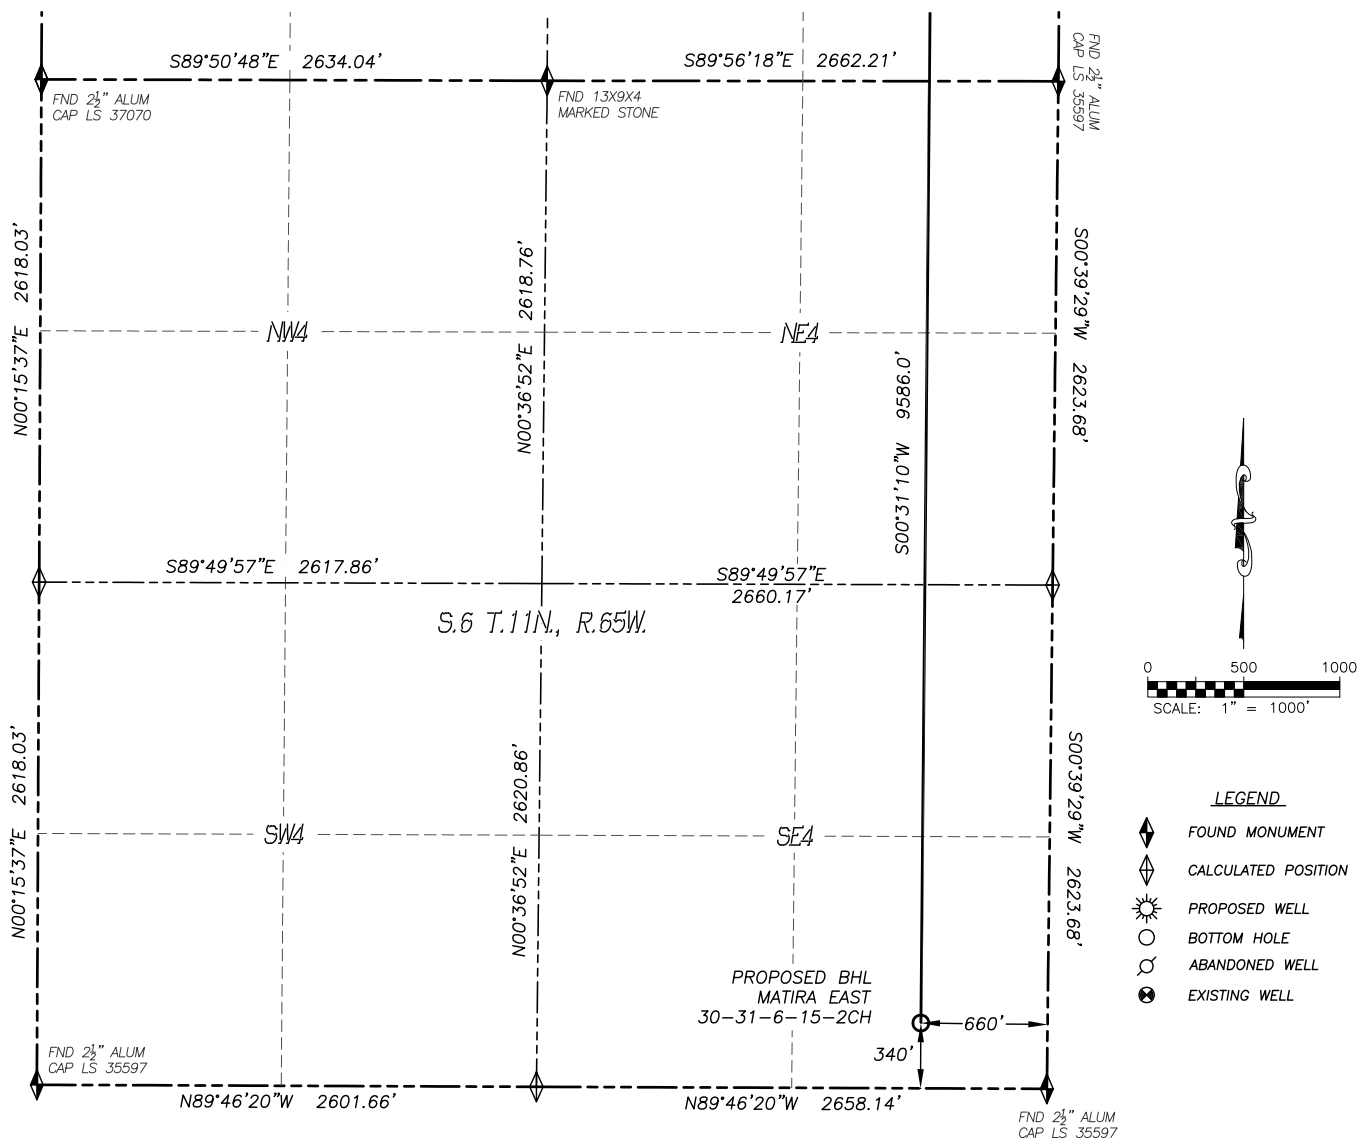 S89°50'48"E 2634.04'
S89°56'18"E 2662.21'
FND 2½" ALUM
CAP LS 37070
FND 13X9X4
MARKED STONE
FND 2½" ALUM
CAP LS 35597
N00°15'37"E 2618.03'
N00°36'52"E 2618.76'
S00°39'29"W 2623.68'
NW4
NE4
S00°31'10"W 9586.0'
S89°49'57"E 2617.86'
S89°49'57"E
2660.17'
S.6 T.11N., R.65W.
0 500 1000
SCALE: 1" = 1000'
N00°15'37"E 2618.03'
N00°36'52"E 2620.86'
S00°39'29"W 2623.68'
SW4
SE4
LEGEND
FOUND MONUMENT
CALCULATED POSITION
PROPOSED WELL
BOTTOM HOLE
ABANDONED WELL
EXISTING WELL
PROPOSED BHL
MATIRA EAST
30-31-6-15-2CH
660'
340'
FND 2½" ALUM
CAP LS 35597
N89°46'20"W 2601.66'
N89°46'20"W 2658.14'
FND 2½" ALUM
CAP LS 35597